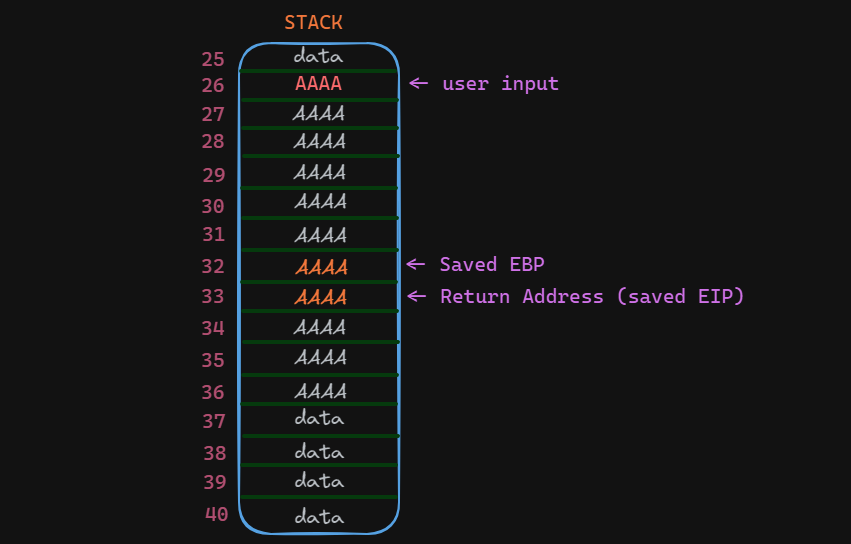 STACK
25 data
26 AAAA ← user input
27 AAAA
28 AAAA
29 AAAA
30 AAAA
31 AAAA
32 AAAA ← Saved EBP
33 AAAA ← Return Address (saved EIP)
34 AAAA
35 AAAA
36 AAAA
37 data
38 data
39 data
40 data